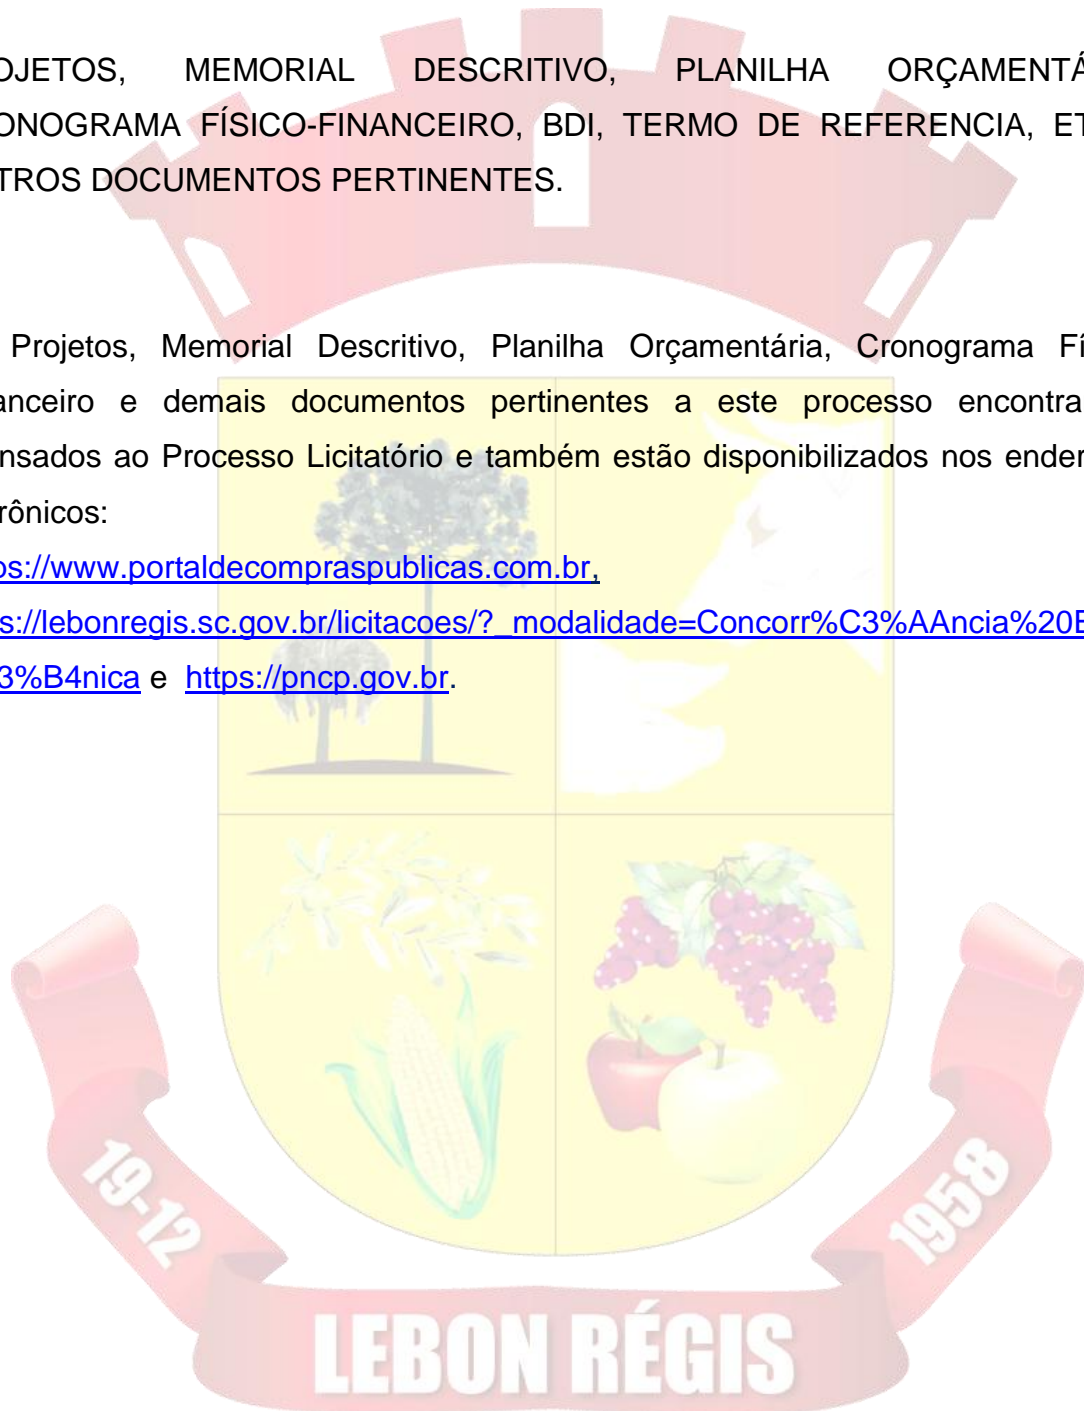 OJETOS, MEMORIAL DESCRITIVO, PLANILHA ORÇAMENTÁ
ONOGRAMA FÍSICO-FINANCEIRO, BDI, TERMO DE REFERENCIA, ET
TROS DOCUMENTOS PERTINENTES.
Projetos, Memorial Descritivo, Planilha Orçamentária, Cronograma Fí
anceiro e demais documentos pertinentes a este processo encontra
nsados ao Processo Licitatório e também estão disponibilizados nos ender
rônicos:
os://www.portaldecompraspublicas.com.br,
s://lebonregis.sc.gov.br/licitacoes/?_modalidade=Concorr%C3%AAncia%20E
3%B4nica e https://pncp.gov.br.
19-12
1958
LEBON RÉGIS